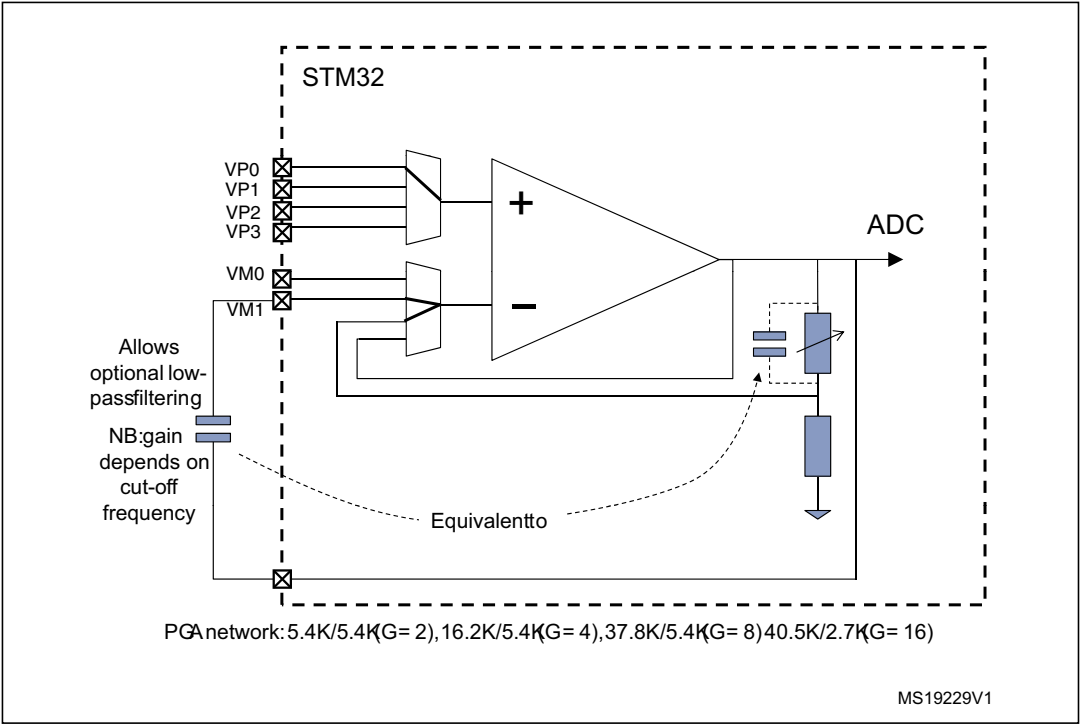 STM32
VP0
VP1
VP2
VP3
VM0
VM1
+
−
ADC
Allows
optional low-
passfiltering
NB:gain
depends on
cut-off
frequency
Equivalentto
PGAnetwork:5.4K/5.4K(G=2),16.2K/5.4K(G=4),37.8K/5.4K(G=8)40.5K/2.7K(G=16)
MS19229V1